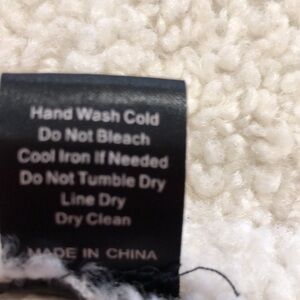 Hand Wash Cold
Do Not Bleach
Cool Iron If Needed
Do Not Tumble Dry
Line Dry
Dry Clean
MADE IN CHINA